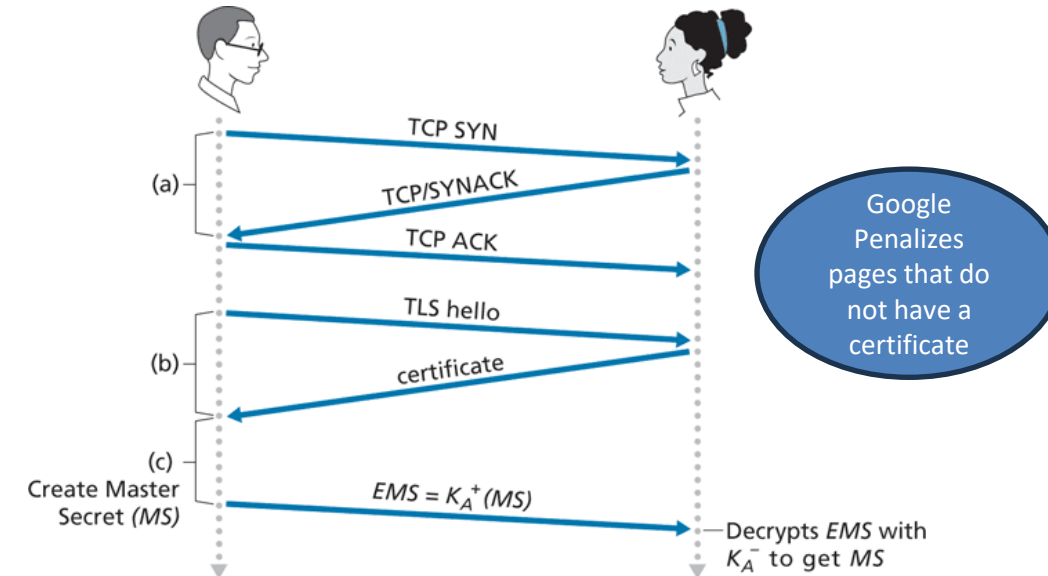 TCP SYN
(a)
TCP/SYNACK
TCP ACK
Google
Penalizes
pages that do
not have a
certificate
TLS hello
(b)
certificate
(c)
Create Master
Secret (MS)
EMS = K_A^+(MS)
Decrypts EMS with
K_A^- to get MS